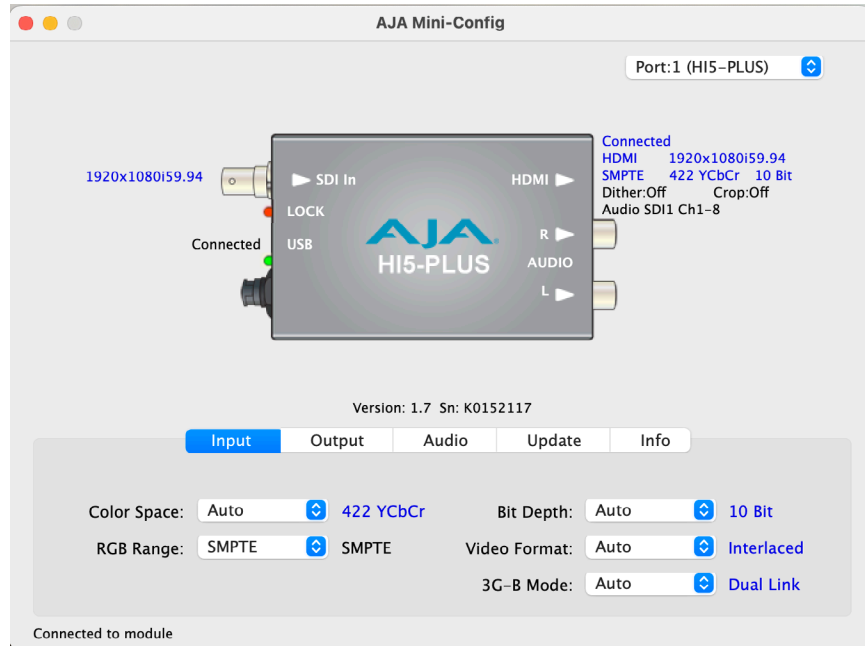 AJA Mini-Config
Port:1 (HI5-PLUS)
Connected
HDMI 1920x1080i59.94
SMPTE 422 YCbCr 10 Bit
Dither:Off Crop:Off
Audio SDI1 Ch1-8
1920x1080i59.94
SDI In
HDMI
LOCK
Connected
USB
AJA
HI5-PLUS
R
AUDIO
L
Version: 1.7 Sn: K0152117
Input Output Audio Update Info
Color Space: Auto 422 YCbCr Bit Depth: Auto 10 Bit
RGB Range: SMPTE SMPTE Video Format: Auto Interlaced
3G-B Mode: Auto Dual Link
Connected to module